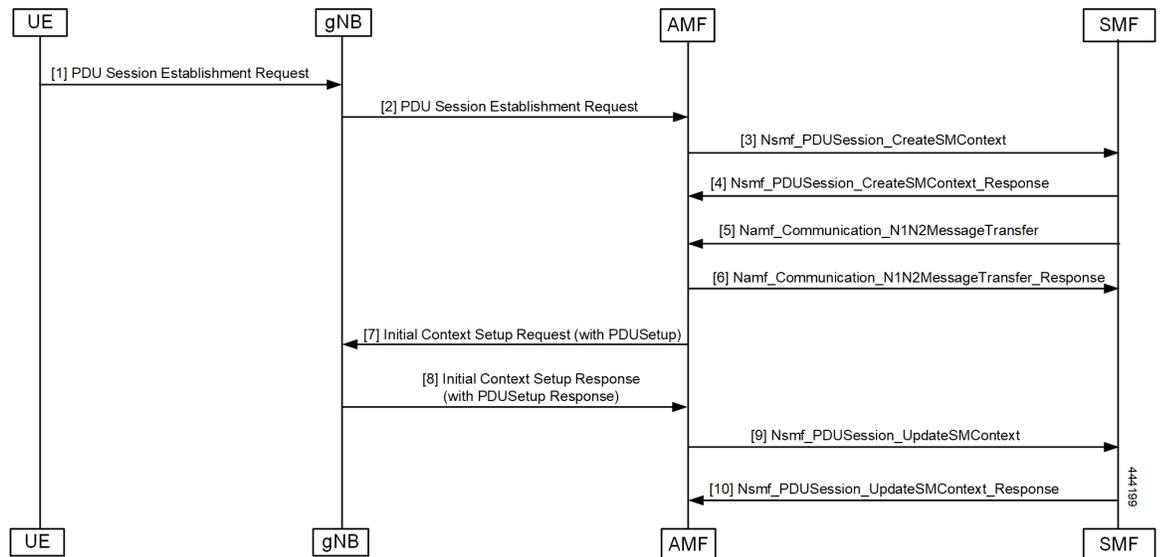 UE
gNB
AMF
SMF
[1] PDU Session Establishment Request
[2] PDU Session Establishment Request
[3] Nsmf_PDUSession_CreateSMContext
[4] Nsmf_PDUSession_CreateSMContext_Response
[5] Namf_Communication_N1N2MessageTransfer
[6] Namf_Communication_N1N2MessageTransfer_Response
[7] Initial Context Setup Request (with PDUSetup)
[8] Initial Context Setup Response
(with PDUSetup Response)
[9] Nsmf_PDUSession_UpdateSMContext
[10] Nsmf_PDUSession_UpdateSMContext_Response
444199
UE
gNB
AMF
SMF